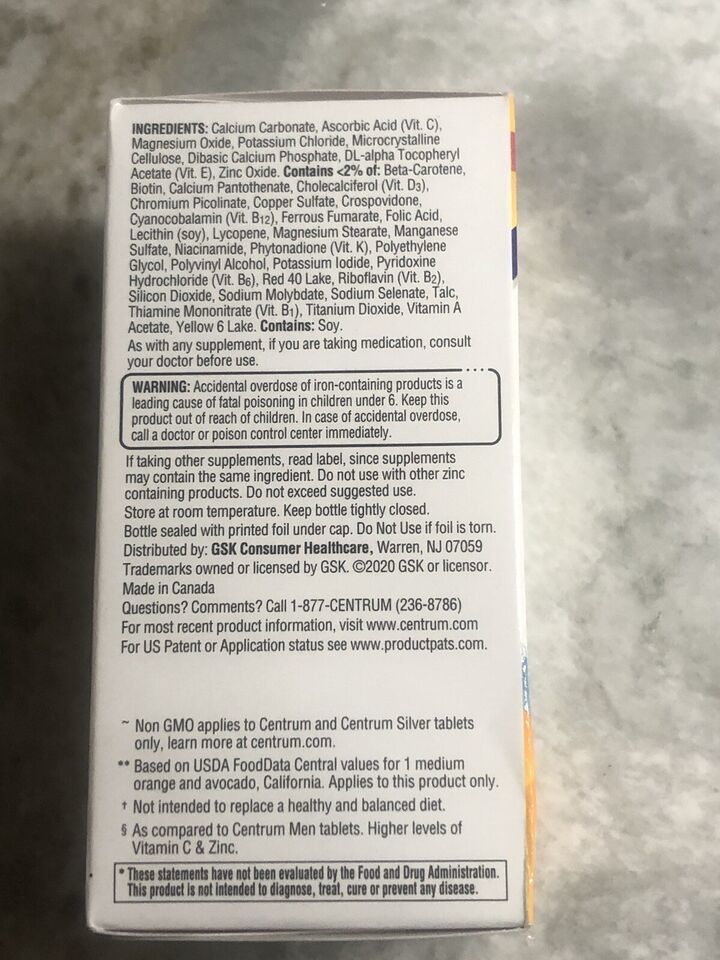 INGREDIENTS: Calcium Carbonate, Ascorbic Acid (Vit. C),
Magnesium Oxide, Potassium Chloride, Microcrystalline
Cellulose, Dibasic Calcium Phosphate, DL-alpha Tocopheryl
Acetate (Vit. E), Zinc Oxide. Contains <2% of: Beta-Carotene,
Biotin, Calcium Pantothenate, Cholecalciferol (Vit. D3),
Chromium Picolinate, Copper Sulfate, Crospovidone,
Cyanocobalamin (Vit. B12), Ferrous Fumarate, Folic Acid,
Lecithin (soy), Lycopene, Magnesium Stearate, Manganese
Sulfate, Niacinamide, Phytonadione (Vit. K), Polyethylene
Glycol, Polyvinyl Alcohol, Potassium Iodide, Pyridoxine
Hydrochloride (Vit. B6), Red 40 Lake, Riboflavin (Vit. B2),
Silicon Dioxide, Sodium Molybdate, Sodium Selenate, Talc,
Thiamine Mononitrate (Vit. B1), Titanium Dioxide, Vitamin A
Acetate, Yellow 6 Lake. Contains: Soy.
As with any supplement, if you are taking medication, consult
your doctor before use.
WARNING: Accidental overdose of iron-containing products is a
leading cause of fatal poisoning in children under 6. Keep this
product out of reach of children. In case of accidental overdose,
call a doctor or poison control center immediately.
If taking other supplements, read label, since supplements
may contain the same ingredient. Do not use with other zinc
containing products. Do not exceed suggested use.
Store at room temperature. Keep bottle tightly closed.
Bottle sealed with printed foil under cap. Do Not Use if foil is torn.
Distributed by: GSK Consumer Healthcare, Warren, NJ 07059
Trademarks owned or licensed by GSK. ©2020 GSK or licensor.
Made in Canada
Questions? Comments? Call 1-877-CENTRUM (236-8786)
For most recent product information, visit www.centrum.com
For US Patent or Application status see www.productpats.com.
~ Non GMO applies to Centrum and Centrum Silver tablets
only, learn more at centrum.com.
** Based on USDA FoodData Central values for 1 medium
orange and avocado, California. Applies to this product only.
† Not intended to replace a healthy and balanced diet.
§ As compared to Centrum Men tablets. Higher levels of
Vitamin C & Zinc.
* These statements have not been evaluated by the Food and Drug Administration.
This product is not intended to diagnose, treat, cure or prevent any disease.